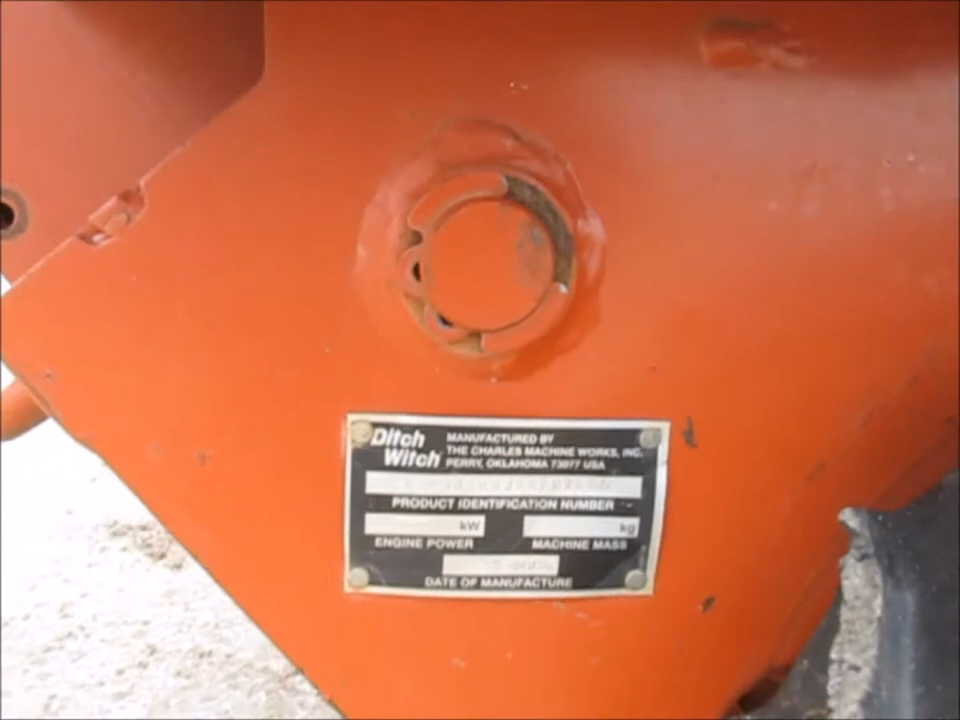 Ditch Witch
MANUFACTURED BY
THE CHARLES MACHINE WORKS, INC.
PERRY, OKLAHOMA 73077 USA
PRODUCT IDENTIFICATION NUMBER
kW
kg
ENGINE POWER
MACHINE MASS
DATE OF MANUFACTURE